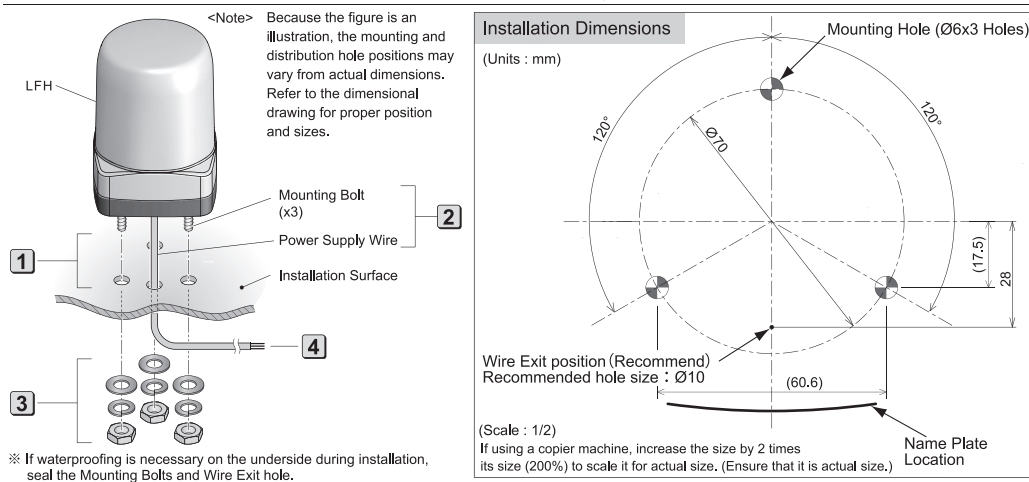 <Note> Because the figure is an
illustration, the mounting and
distribution hole positions may
vary from actual dimensions.
Refer to the dimensional
drawing for proper position
and sizes.
LFH
Mounting Bolt
(x3)
2
Power Supply Wire
1
Installation Surface
4
3
※ If waterproofing is necessary on the underside during installation,
seal the Mounting Bolts and Wire Exit hole.
Installation Dimensions
(Units : mm)
Mounting Hole (Ø6x3 Holes)
120°
120°
Ø70
(17.5)
28
Wire Exit position (Recommend)
Recommended hole size : Ø10
(60.6)
Name Plate
Location
(Scale : 1/2)
If using a copier machine, increase the size by 2 times
its size (200%) to scale it for actual size. (Ensure that it is actual size.)